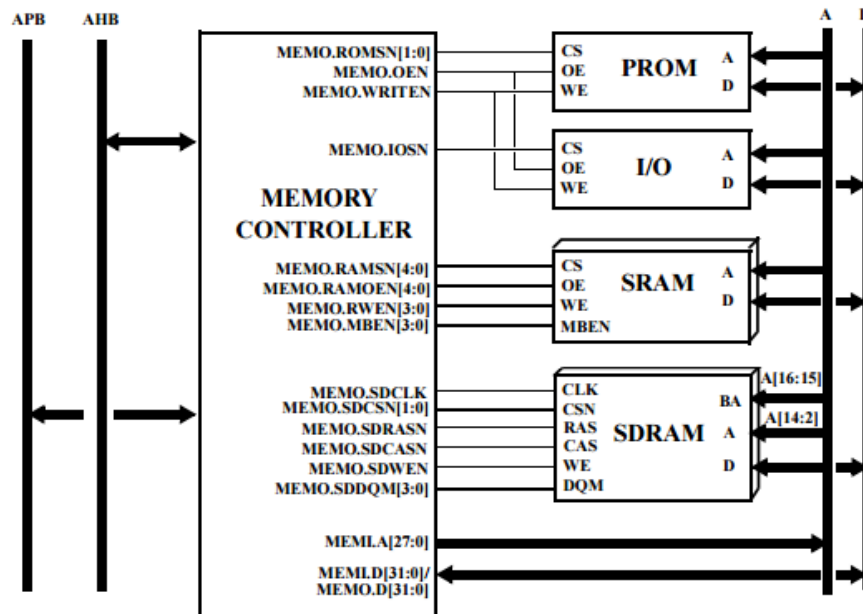 APB AHB A
MEMO.ROMSN[1:0] CS A
MEMO.OEN OE PROM
MEMO.WRITEN WE D
MEMO.IOSN CS A
OE I/O
WE D
MEMORY
CONTROLLER
MEMO.RAMSN[4:0] CS A
MEMO.RAMOEN[4:0] OE SRAM
MEMO.RWEN[3:0] WE D
MEMO.MBEN[3:0] MBEN
A[16:15]
MEMO.SDCLK CLK BA
MEMO.SDCSN[1:0] CSN
A[14:2]
MEMO.SDRASN RAS SDRAM A
MEMO.SDCASN CAS
MEMO.SDWEN WE D
MEMO.SDDQM[3:0] DQM
MEMI.A[27:0]
MEMI.D[31:0]/
MEMO.D[31:0]